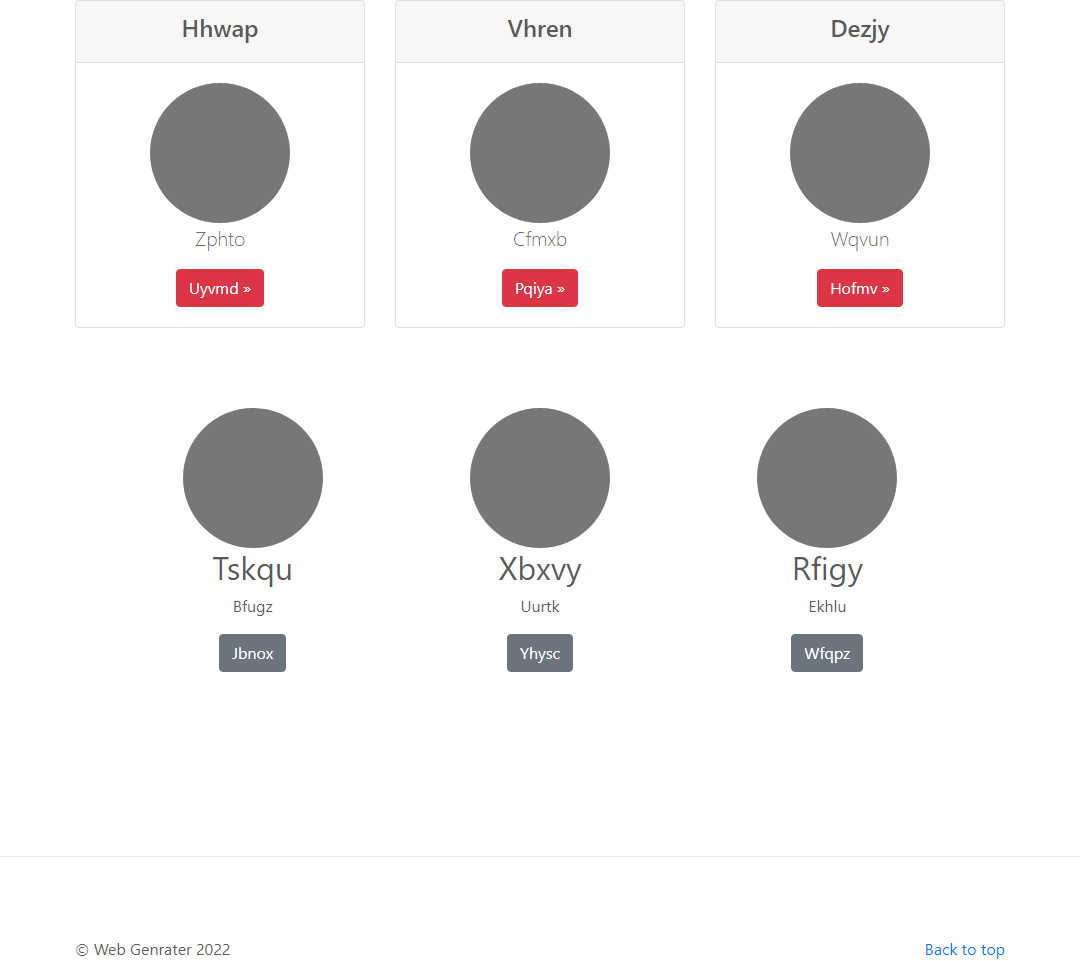 Hhwap
Vhren
Dezjy
Zphto
Cfmxb
Wqvun
Uyvmd »
Pqiya »
Hofmv »
Tskqu
Xbxvy
Rfigy
Bfugz
Uurtk
Ekhlu
Jbnox
Yhysc
Wfqpz
© Web Genrater 2022
Back to top